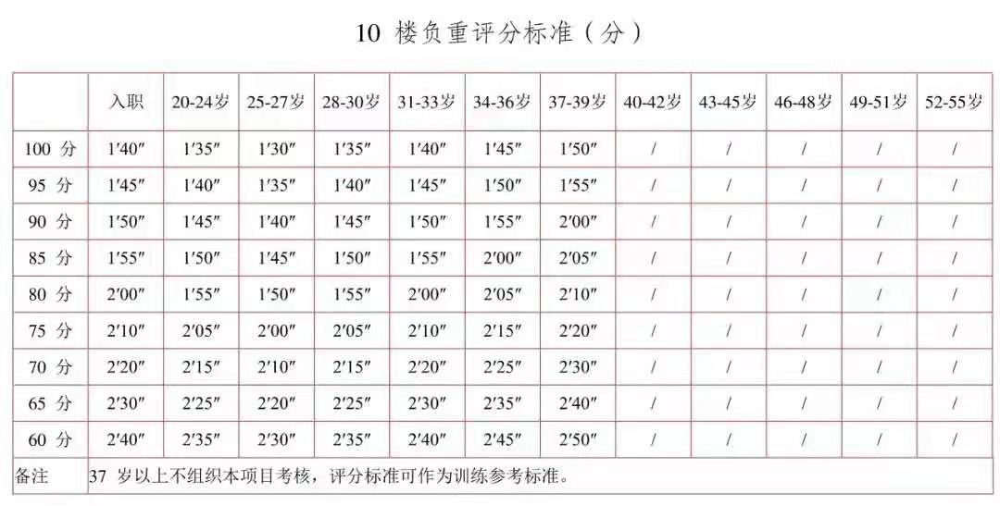 10 楼负重评分标准（分）
入职 20-24岁 25-27岁 28-30岁 31-33岁 34-36岁 37-39岁 40-42岁 43-45岁 46-48岁 49-51岁 52-55岁
100 分 1′40″ 1′35″ 1′30″ 1′35″ 1′40″ 1′45″ 1′50″ / / / / /
95 分 1′45″ 1′40″ 1′35″ 1′40″ 1′45″ 1′50″ 1′55″ / / / / /
90 分 1′50″ 1′45″ 1′40″ 1′45″ 1′50″ 1′55″ 2′00″ / / / / /
85 分 1′55″ 1′50″ 1′45″ 1′50″ 1′55″ 2′00″ 2′05″ / / / / /
80 分 2′00″ 1′55″ 1′50″ 1′55″ 2′00″ 2′05″ 2′10″ / / / / /
75 分 2′10″ 2′05″ 2′00″ 2′05″ 2′10″ 2′15″ 2′20″ / / / / /
70 分 2′20″ 2′15″ 2′10″ 2′15″ 2′20″ 2′25″ 2′30″ / / / / /
65 分 2′30″ 2′25″ 2′20″ 2′25″ 2′30″ 2′35″ 2′40″ / / / / /
60 分 2′40″ 2′35″ 2′30″ 2′35″ 2′40″ 2′45″ 2′50″ / / / / /
备注 37 岁以上不组织本项目考核，评分标准可作为训练参考标准。